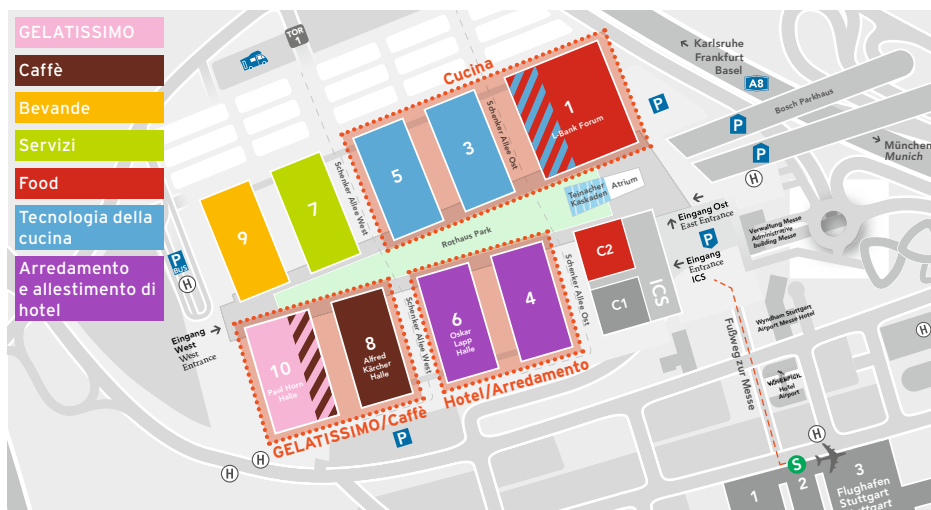 GELATISSIMO
Caffè
Bevande
Servizi
Food
Tecnologia della
cucina
Arredamento
e allestimento di
hotel
TOR
1
Cucina
Karlsruhe
Frankfurt
Basel
A8
Bosch Parkhaus
P
P
P
H
München
Munich
1
L-Bank Forum
Schenker Allee Ost
3
5
Schenker Allee West
7
9
P
BUS
H
Teinacher
Kaskaden
Atrium
Rothaus Park
Eingang Ost
East Entrance
P
Eingang
Entrance
ICS
Verwaltung Messe
Administrative
building Messe
C2
C1
ICS
Schenker Allee Ost
4
6
Oskar
Lapp
Halle
Hotel/Arredamento
Schenker Allee West
8
Alfred
Kärcher
Halle
10
Paul Horn
Halle
GELATISSIMO/Caffè
Eingang
West
West
Entrance
P
H
H
Fußweg zur Messe
Wyndham Stuttgart
Airport Messe Hotel
H
Hotel
Airport
H
S
1
2
3
Flughafen
Stuttgart